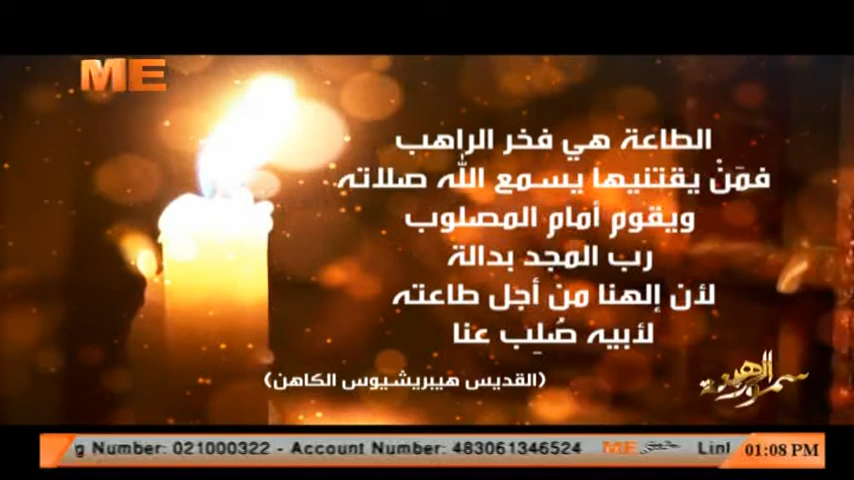 ME
الطاعة هي فخر الراهب
فمَنْ يقتنيها يسمع الله صلاته
ويقوم أمام المصلوب
رب المجد بدالة
لأن إلهنا من أجل طاعته
لأبيه صُلِب عنا
(القديس هيبريشيوس الكاهن)
g Number: 021000322 - Account Number: 483061346524 ME Linl
01:08 PM